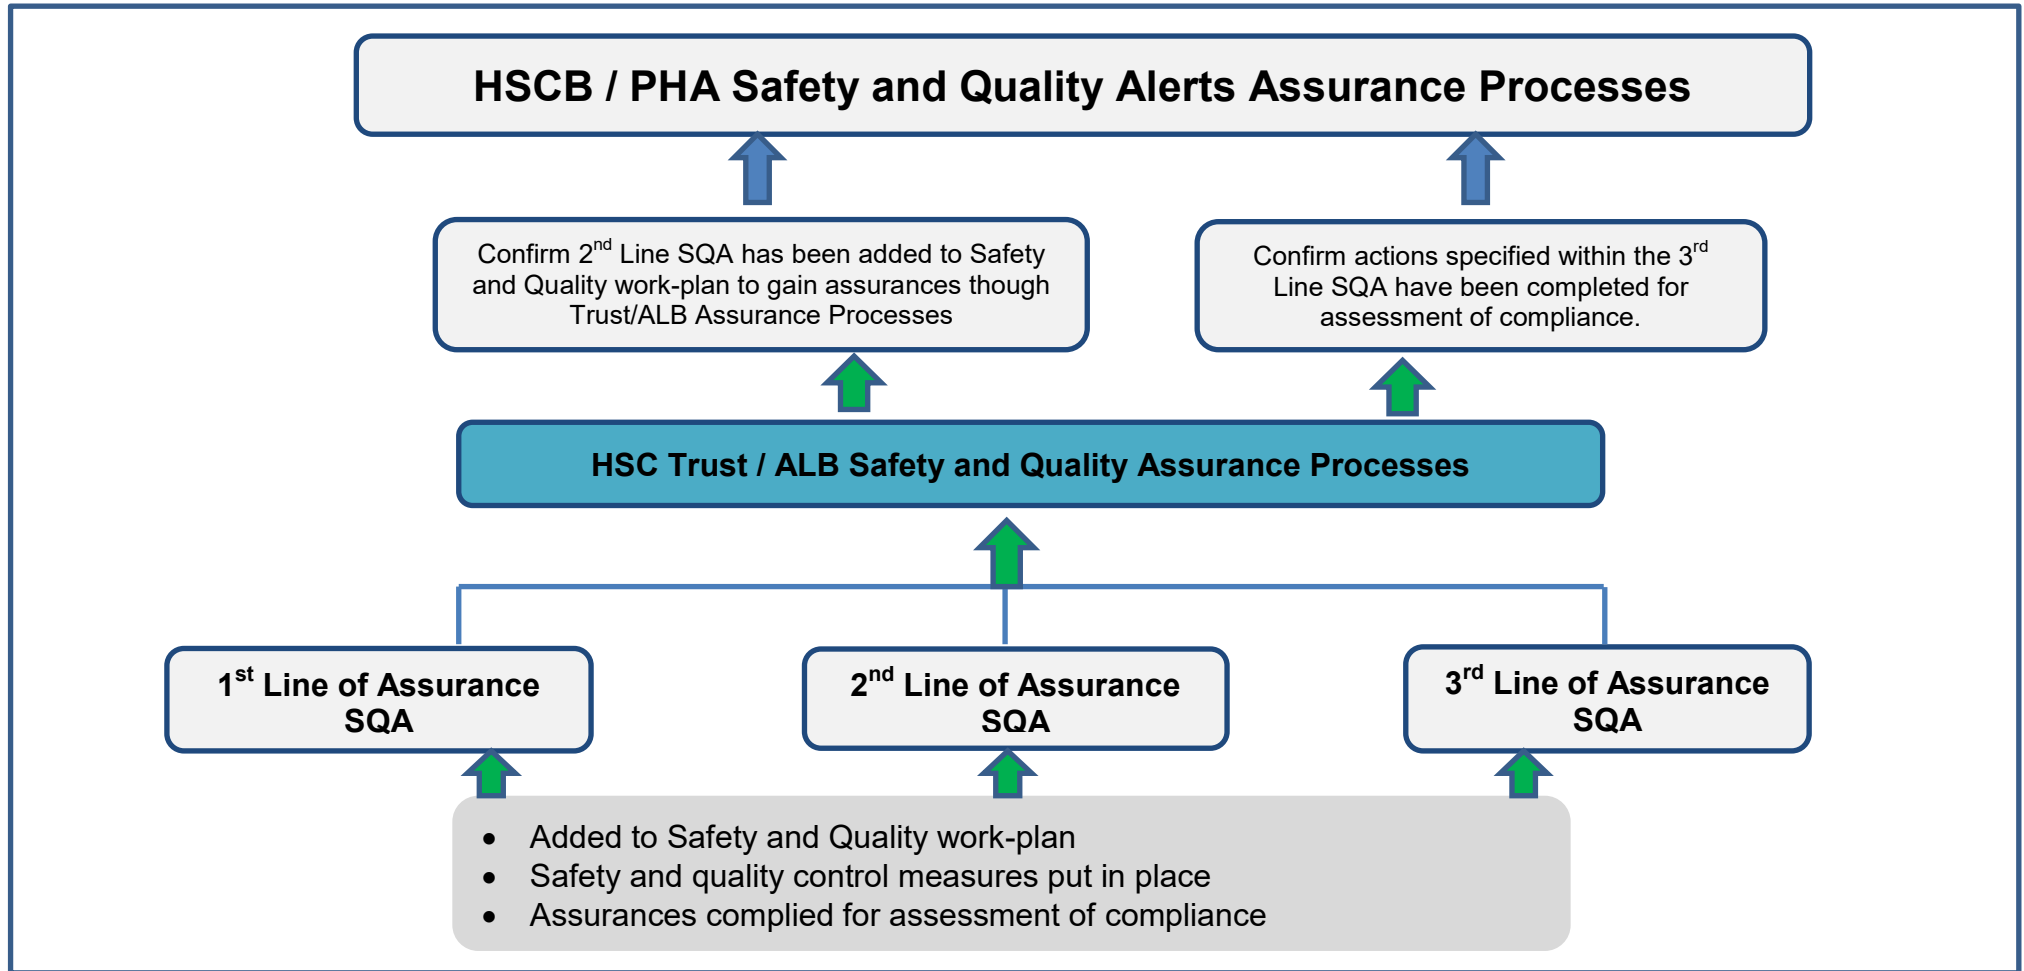 HSCB / PHA Safety and Quality Alerts Assurance Processes
Confirm 2nd Line SQA has been added to Safety
and Quality work-plan to gain assurances though
Trust/ALB Assurance Processes
Confirm actions specified within the 3rd
Line SQA have been completed for
assessment of compliance.
HSC Trust / ALB Safety and Quality Assurance Processes
1st Line of Assurance
SQA
2nd Line of Assurance
SQA
3rd Line of Assurance
SQA
• Added to Safety and Quality work-plan
• Safety and quality control measures put in place
• Assurances complied for assessment of compliance